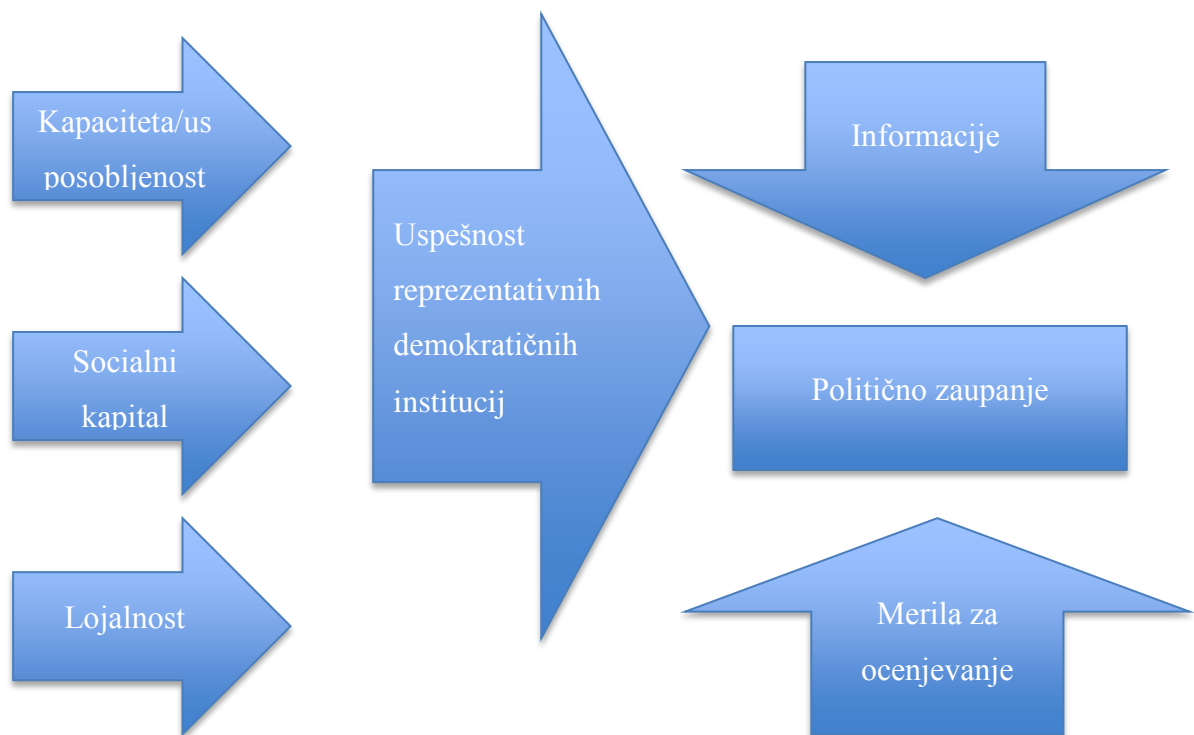 Kapaciteta/us
posobljenost
Socialni
kapital
Lojalnost
Uspešnost
reprezentativnih
demokratičnih
institucij
Informacije
Politično zaupanje
Merila za
ocenjevanje